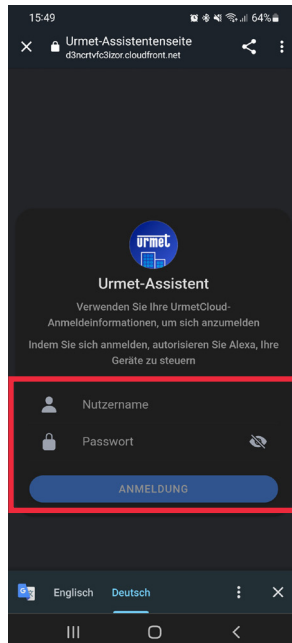 15:49
64%
Urmet-Assistentenseite
d3ncrtvfc3izor.cloudfront.net
urmet
Urmet-Assistent
Verwenden Sie Ihre UrmetCloud-
Anmeldeinformationen, um sich anzumelden
Indem Sie sich anmelden, autorisieren Sie Alexa, Ihre
Geräte zu steuern
Nutzername
Passwort
ANMELDUNG
Englisch Deutsch